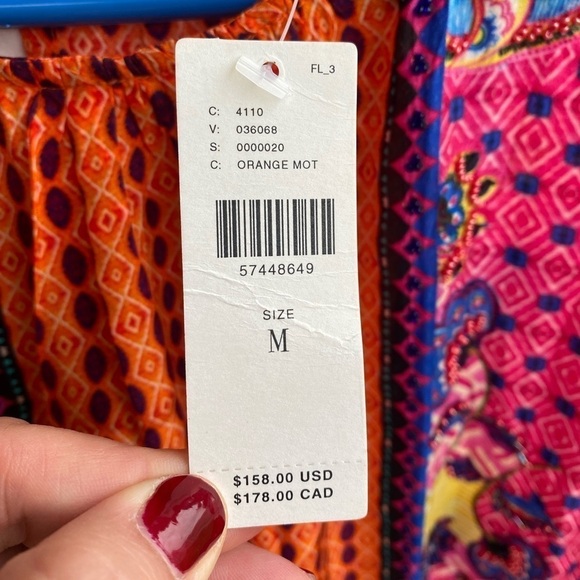 FL_3
C: 4110
V: 036068
S: 0000020
C: ORANGE MOT
57448649
SIZE
M
$158.00 USD
$178.00 CAD